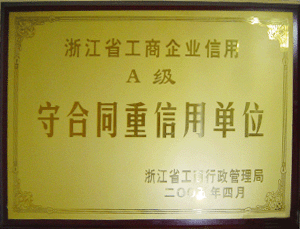 浙江省工商企业信用
A 级
守合同重信用单位
浙江省工商行政管理局
二〇〇 年四月